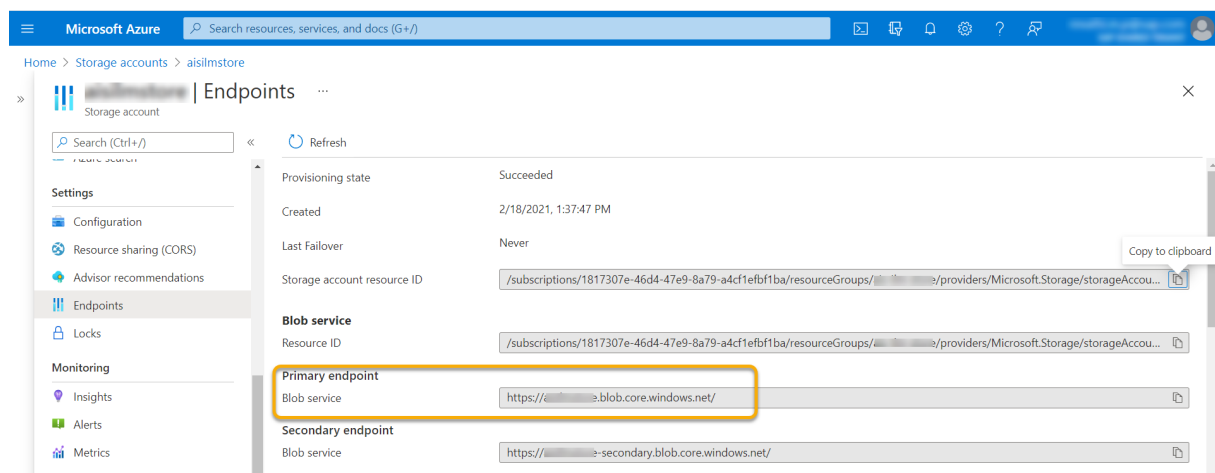 Microsoft Azure
Search resources, services, and docs (G+/)
Home > Storage accounts > aisilmstore
| Endpoints ...
Storage account
Search (Ctrl+/)
Refresh
Azure Search
Settings
Configuration
Resource sharing (CORS)
Advisor recommendations
Endpoints
Locks
Monitoring
Insights
Alerts
Metrics
Provisioning state Succeeded
Created 2/18/2021, 1:37:47 PM
Last Failover Never
Copy to clipboard
Storage account resource ID /subscriptions/1817307e-46d4-47e9-8a79-a4cf1efbf1ba/resourceGroups/ e/providers/Microsoft.Storage/storageAccou...
Blob service
Resource ID /subscriptions/1817307e-46d4-47e9-8a79-a4cf1efbf1ba/resourceGroups/ e/providers/Microsoft.Storage/storageAccou...
Primary endpoint
Blob service https://a e.blob.core.windows.net/
Secondary endpoint
Blob service https:// e-secondary.blob.core.windows.net/